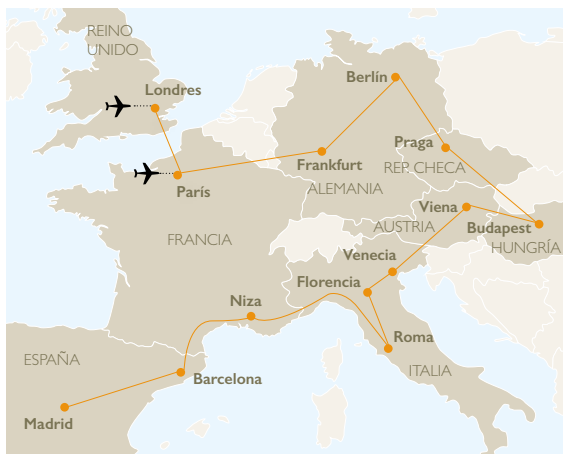 REINO
UNIDO
Londres
Berlín
Praga
REP. CHECA
Frankfurt
París
ALEMANIA
Viena
Budapest
AUSTRIA
HUNGRÍA
FRANCIA
Venecia
Florencia
Niza
Roma
ESPAÑA
Barcelona
ITALIA
Madrid